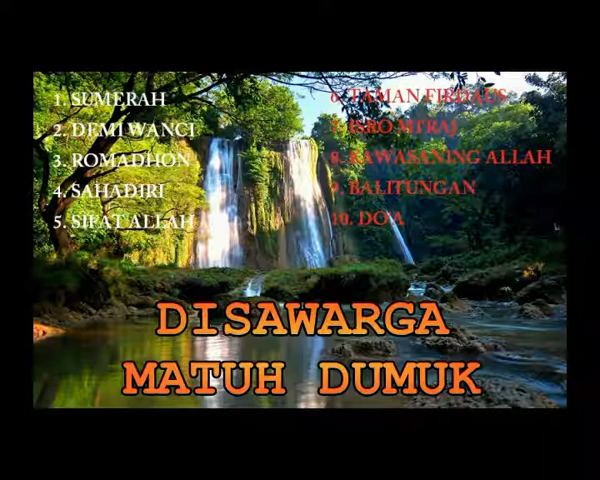 1. SUMERAH
2. DEMI WANCI
3. ROMADHON
4. SAHADIRI
5. SIFAT ALLAH
6. TAMAN FIRDAUS
7. ISRO MI'RAJ
8. KAWASANING ALLAH
9. BALITUNGAN
10. DO'A
DISAWARGA
MATUH DUMUK